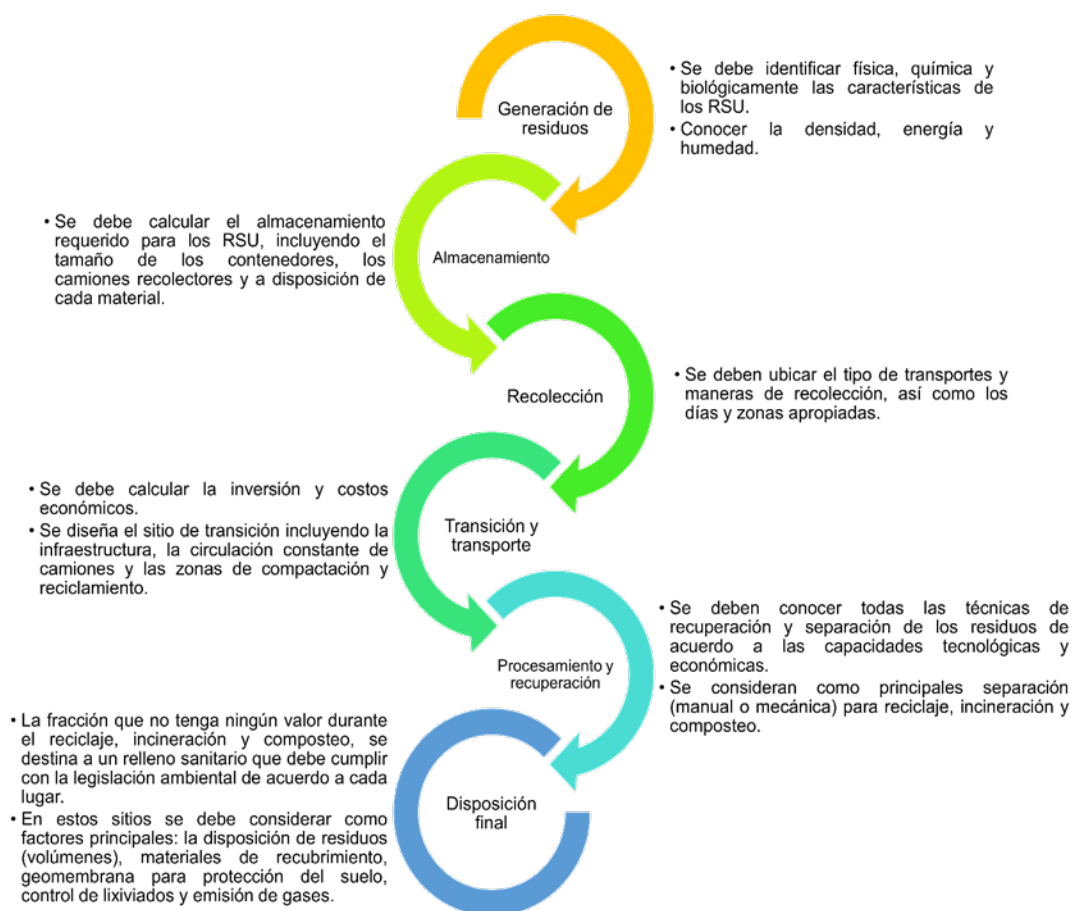 Generación de
residuos
• Se debe identificar física, química y
biológicamente las características de
los RSU.
• Conocer la densidad, energía y
humedad.
Almacenamiento
• Se debe calcular el almacenamiento
requerido para los RSU, incluyendo el
tamaño de los contenedores, los
camiones recolectores y a disposición de
cada material.
Recolección
• Se deben ubicar el tipo de transportes y
maneras de recolección, así como los
días y zonas apropiadas.
Transición y
transporte
• Se debe calcular la inversión y costos
económicos.
• Se diseña el sitio de transición incluyendo la
infraestructura, la circulación constante de
camiones y las zonas de compactación y
reciclamiento.
Procesamiento y
recuperación
• Se deben conocer todas las técnicas de
recuperación y separación de los residuos de
acuerdo a las capacidades tecnológicas y
económicas.
• Se consideran como principales separación
(manual o mecánica) para reciclaje, incineración y
composteo.
Disposición
final
• La fracción que no tenga ningún valor durante
el reciclaje, incineración y composteo, se
destina a un relleno sanitario que debe cumplir
con la legislación ambiental de acuerdo a cada
lugar.
• En estos sitios se debe considerar como
factores principales: la disposición de residuos
(volúmenes), materiales de recubrimiento,
geomembrana para protección del suelo,
control de lixiviados y emisión de gases.